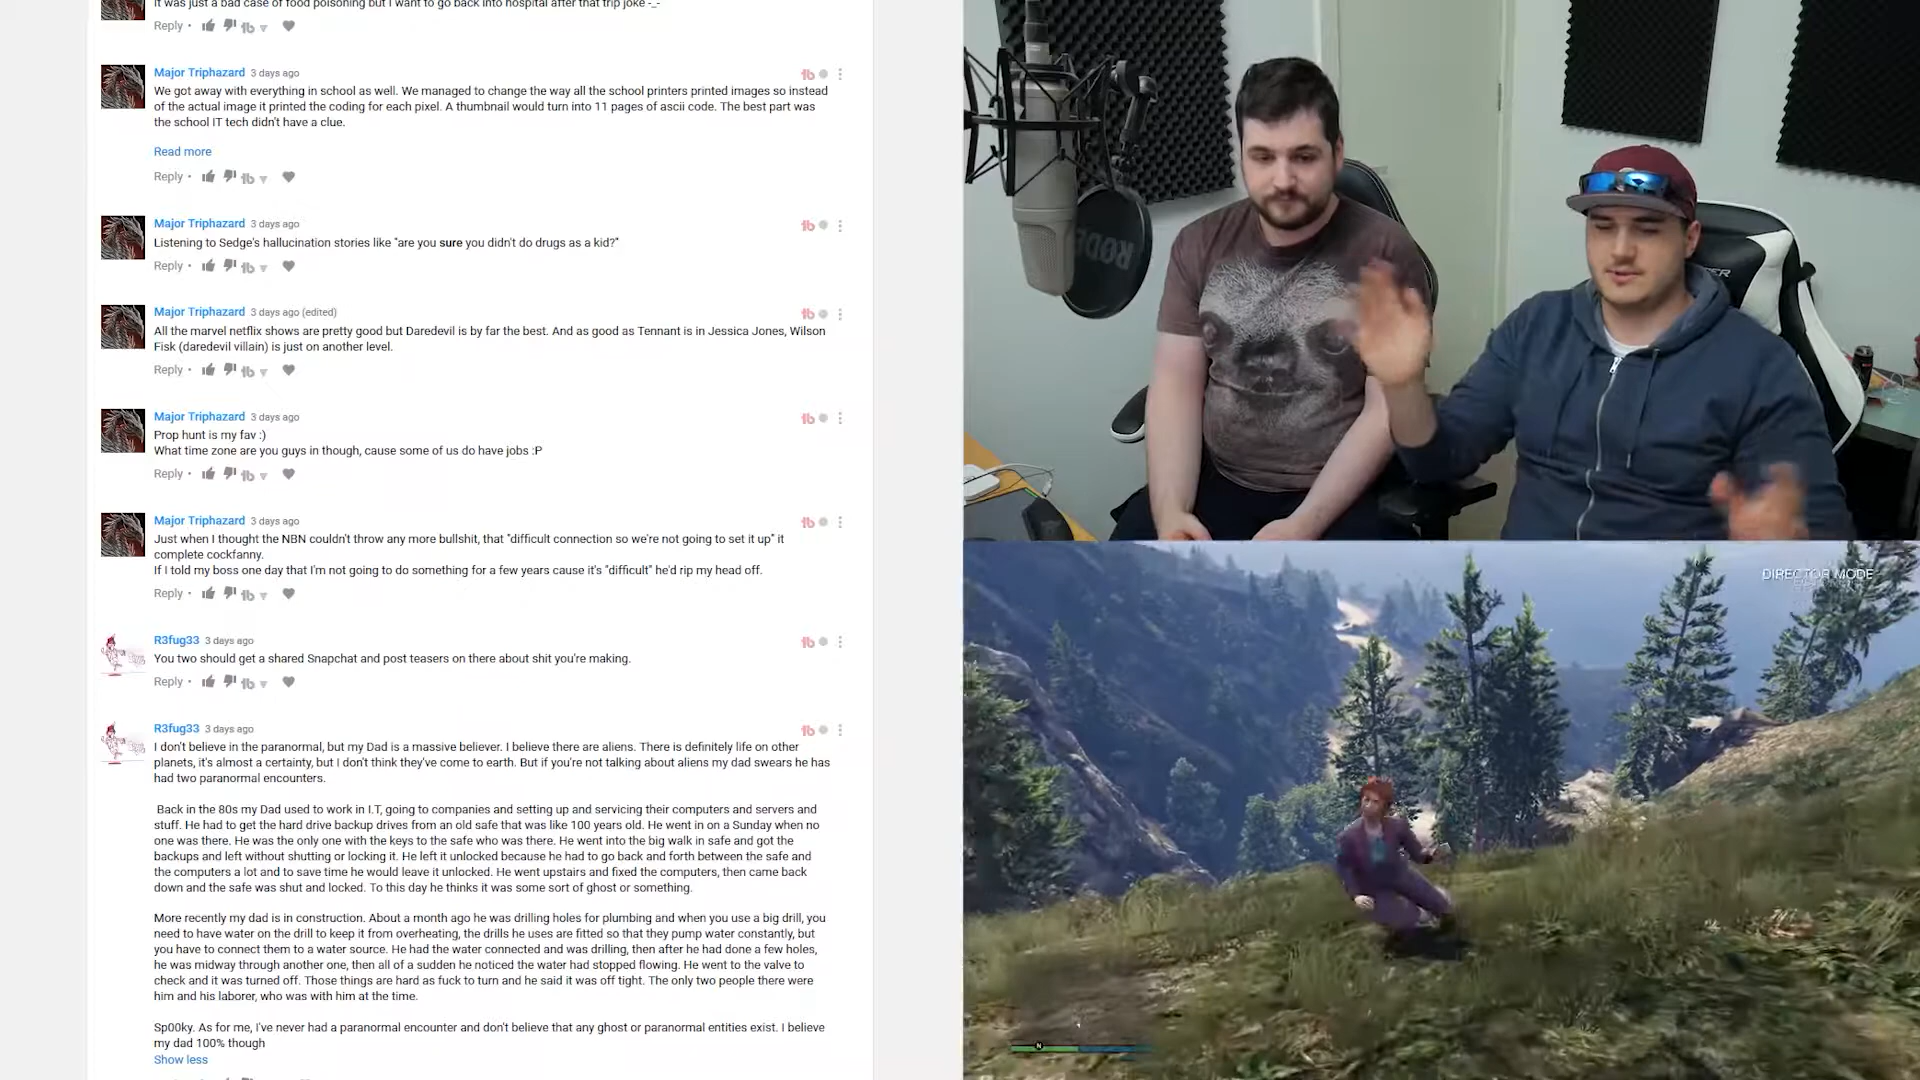 It was just a bad case of food poisoning but I want to go back into hospital after that trip joke -_-
Reply •
Major Triphazard 3 days ago
We got away with everything in school as well. We managed to change the way all the school printers printed images so instead
of the actual image it printed the coding for each pixel. A thumbnail would turn into 11 pages of ascii code. The best part was
the school IT tech didn't have a clue.
Read more
Reply •
Major Triphazard 3 days ago
Listening to Sedge's hallucination stories like "are you sure you didn't do drugs as a kid?"
Reply •
Major Triphazard 3 days ago (edited)
All the marvel netflix shows are pretty good but Daredevil is by far the best. And as good as Tennant is in Jessica Jones, Wilson
Fisk (daredevil villain) is just on another level.
Reply •
Major Triphazard 3 days ago
Prop hunt is my fav :)
What time zone are you guys in though, cause some of us do have jobs :P
Reply •
Major Triphazard 3 days ago
Just when I thought the NBN couldn't throw any more bullshit, that "difficult connection so we're not going to set it up" it
complete cockfanny.
If I told my boss one day that I'm not going to do something for a few years cause it's "difficult" he'd rip my head off.
Reply •
R3fug33 3 days ago
You two should get a shared Snapchat and post teasers on there about shit you're making.
Reply •
R3fug33 3 days ago
I don't believe in the paranormal, but my Dad is a massive believer. I believe there are aliens. There is definitely life on other
planets, it's almost a certainty, but I don't think they've come to earth. But if you're not talking about aliens my dad swears he has
had two paranormal encounters.
Back in the 80s my Dad used to work in I.T, going to companies and setting up and servicing their computers and servers and
stuff. He had to get the hard drive backup drives from an old safe that was like 100 years old. He went in on a Sunday when no
one was there. He was the only one with the keys to the safe who was there. He went into the big walk in safe and got the
backups and left without shutting or locking it. He left it unlocked because he had to go back and forth between the safe and
the computers a lot and to save time he would leave it unlocked. He went upstairs and fixed the computers, then came back
down and the safe was shut and locked. To this day he thinks it was some sort of ghost or something.
More recently my dad is in construction. About a month ago he was drilling holes for plumbing and when you use a big drill, you
need to have water on the drill to keep it from overheating, the drills he uses are fitted so that they pump water constantly, but
you have to connect them to a water source. He had the water connected and was drilling, then after he had done a few holes,
he was midway through another one, then all of a sudden he noticed the water had stopped flowing. He went to the valve to
check and it was turned off. Those things are hard as fuck to turn and he said it was off tight. The only two people there were
him and his laborer, who was with him at the time.
Sp00ky. As for me, I've never had a paranormal encounter and don't believe that any ghost or paranormal entities exist. I believe
my dad 100% though
Show less
RODE
DIRECTOR MODE
N